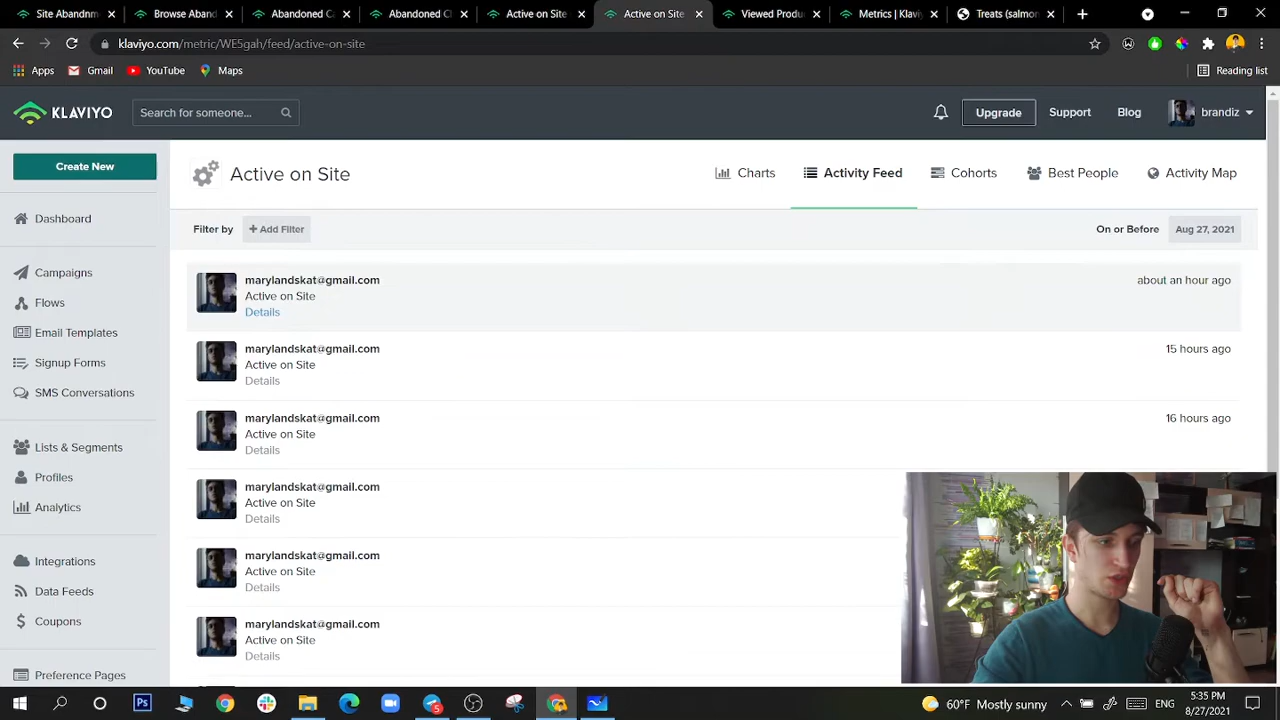 Site Abandnme
Browse Aband
Abandoned Ca
Abandoned Ch
Active on Site
Active on Site
Viewed Produ
Metrics | Klaviy
Treats (salmon
klaviyo.com/metric/WE5gah/feed/active-on-site
Apps
Gmail
YouTube
Maps
Reading list
KLAVIYO
Search for someone...
Upgrade
Support
Blog
brandiz
Create New
Active on Site
Charts
Activity Feed
Cohorts
Best People
Activity Map
Dashboard
Filter by
+ Add Filter
On or Before
Aug 27, 2021
Campaigns
Flows
Email Templates
Signup Forms
SMS Conversations
Lists & Segments
Profiles
Analytics
Integrations
Data Feeds
Coupons
Preference Pages
marylandskat@gmail.com
about an hour ago
Active on Site
Details
marylandskat@gmail.com
15 hours ago
Active on Site
Details
marylandskat@gmail.com
16 hours ago
Active on Site
Details
marylandskat@gmail.com
Active on Site
Details
marylandskat@gmail.com
Active on Site
Details
marylandskat@gmail.com
Active on Site
Details
60°F Mostly sunny
ENG
5:35 PM
8/27/2021